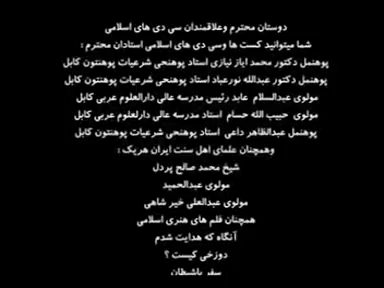 دوستان محترم وعلاقمندان سی دی های اسلامی
شما میتوانید کست ها وسی دی های اسلامی استادان محترم :
پوهنمل دکتور محمد ایاز نیازی استاد پوهنحی شرعیات پوهنتون کابل
پوهنمل دکتور عبدالله نورعباد استاد پوهنحی شرعیات پوهنتون کابل
مولوی عبدالسلام عابد رئیس مدرسه عالی دارالعلوم عربی کابل
مولوی حبیب الله حسام استاد مدرسه عالی دارلعلوم عربی کابل
پوهنمل عبدالظاهر داعی استاد پوهنحی شرعیات پوهنتون کابل
وهمچنان علمای اهل سنت ایران هریک :
شیخ محمد صالح پردل
مولوی عبدالحمید
مولوی عبدالعلی خیر شاهی
همچنان فلم های هنری اسلامی
آنگاه که هدایت شدم
دوزخی کیست ؟
سفر باشیطان